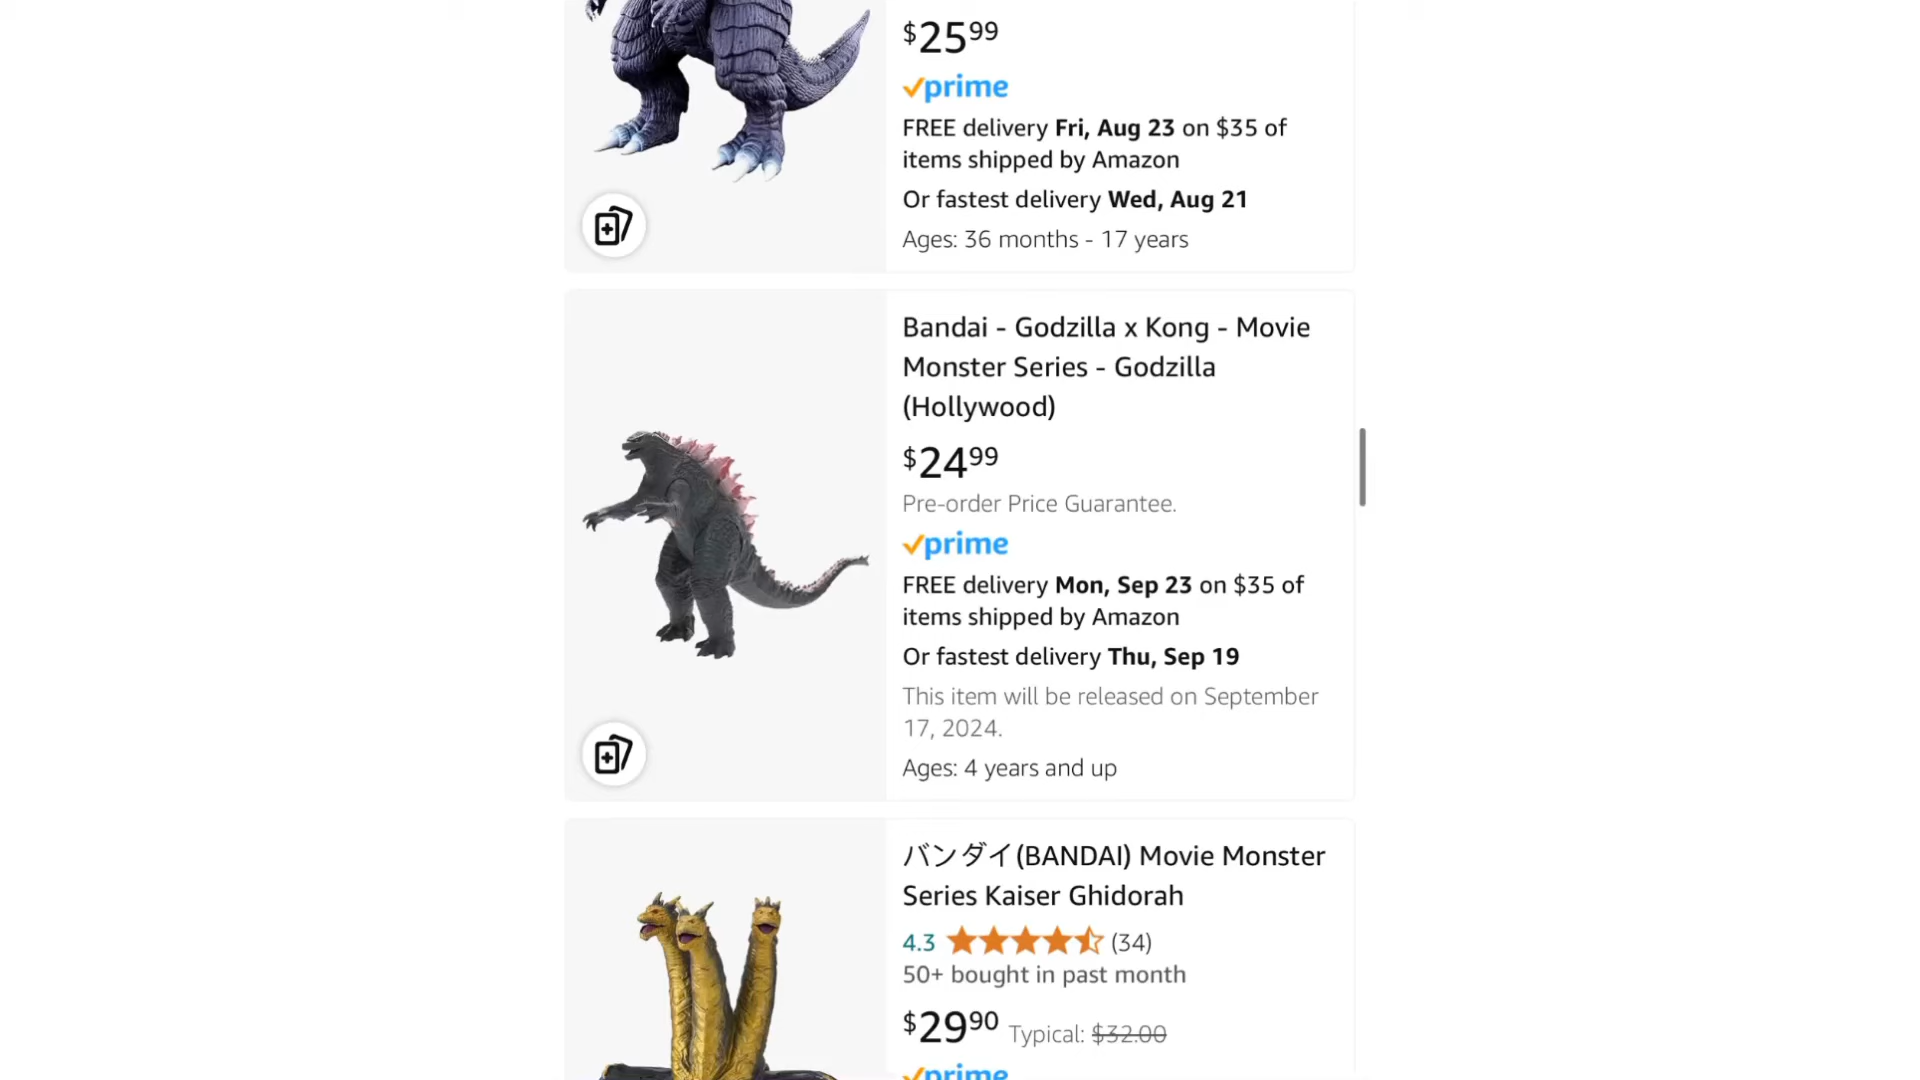 $25.99
prime
FREE delivery Fri, Aug 23 on $35 of
items shipped by Amazon
Or fastest delivery Wed, Aug 21
Ages: 36 months - 17 years
Bandai - Godzilla x Kong - Movie
Monster Series - Godzilla
(Hollywood)
$24.99
Pre-order Price Guarantee.
prime
FREE delivery Mon, Sep 23 on $35 of
items shipped by Amazon
Or fastest delivery Thu, Sep 19
This item will be released on September
17, 2024.
Ages: 4 years and up
バンダイ(BANDAI) Movie Monster
Series Kaiser Ghidorah
4.3 (34)
50+ bought in past month
$29.90 Typical: $32.00
prime